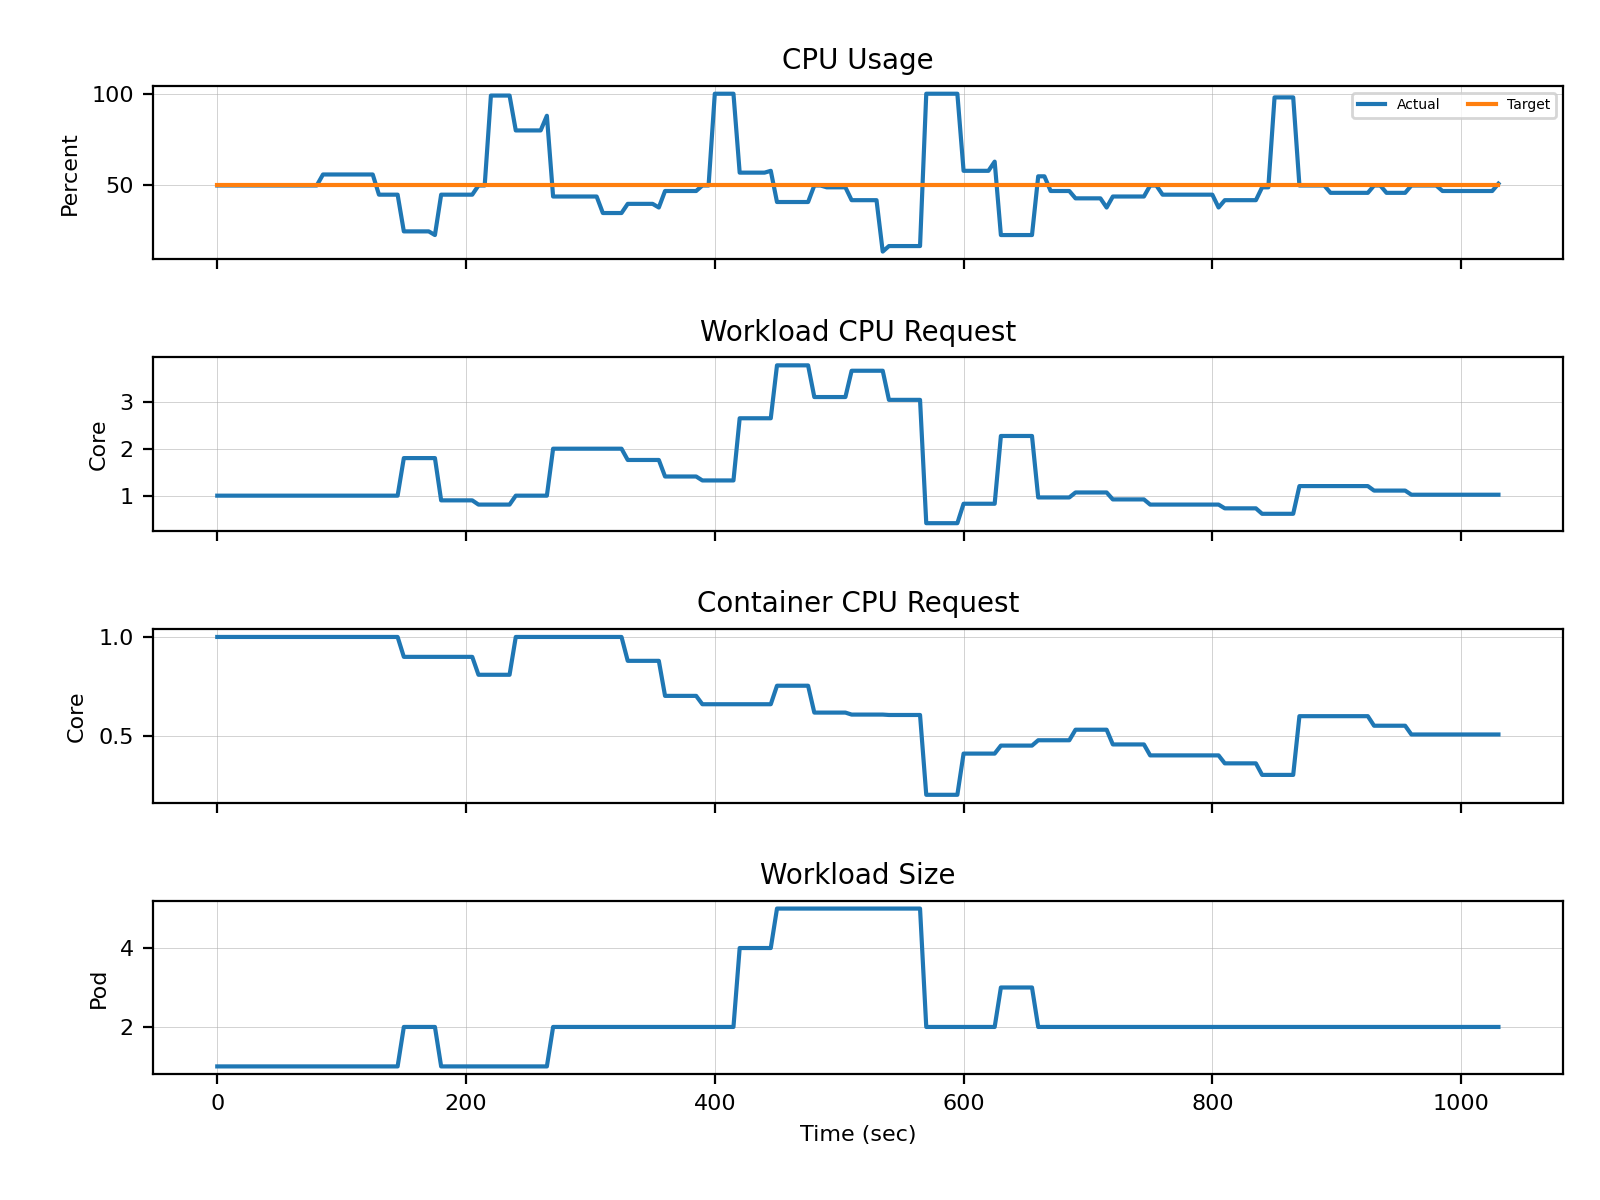 CPU Usage
100
50
Percent
Actual
Target
Workload CPU Request
3
2
1
Core
Container CPU Request
1.0
0.5
Core
Workload Size
4
2
Pod
0 200 400 600 800 1000
Time (sec)